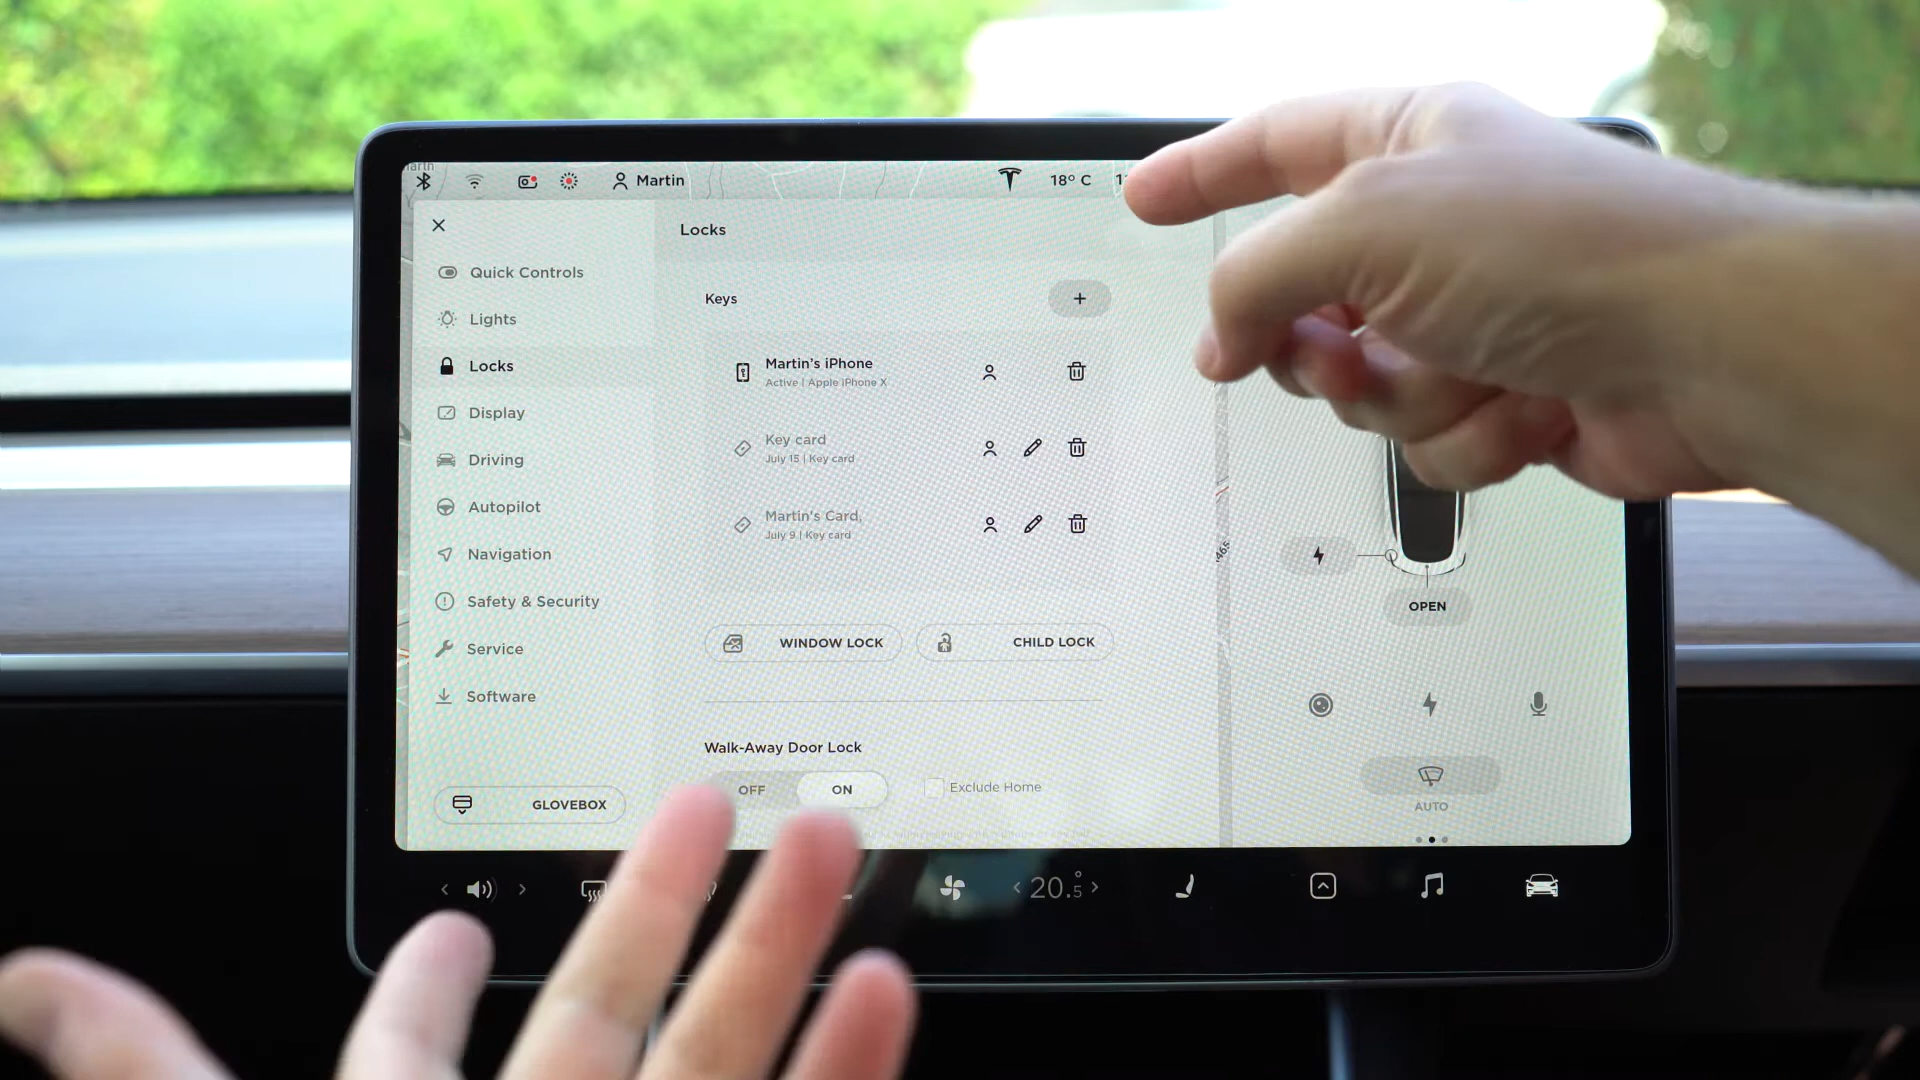 arth
Martin
18° C
Locks
Quick Controls
Lights
Locks
Display
Driving
Autopilot
Navigation
Safety & Security
Service
Software
GLOVEBOX
Keys
+
Martin's iPhone
Active | Apple iPhone X
Key card
July 15 | Key card
Martin's Card,
July 9 | Key card
WINDOW LOCK
CHILD LOCK
Walk-Away Door Lock
OFF
ON
Exclude Home
OPEN
AUTO
20.5°